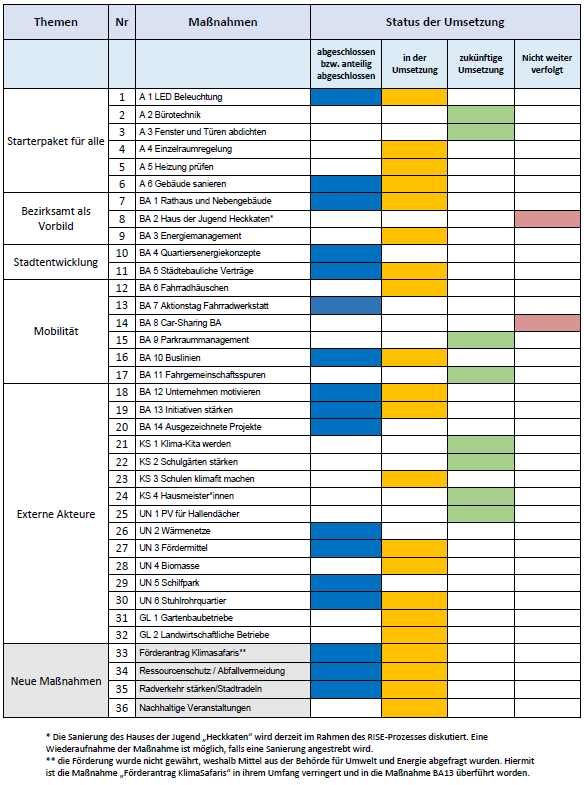 Themen Nr Maßnahmen Status der Umsetzung
abgeschlossen bzw. anteilig abgeschlossen in der Umsetzung zukünftige Umsetzung Nicht weiter verfolgt
Starterpaket für alle
1 A 1 LED Beleuchtung
2 A 2 Bürotechnik
3 A 3 Fenster und Türen abdichten
4 A 4 Einzelraumregelung
5 A 5 Heizung prüfen
6 A 6 Gebäude sanieren
Bezirksamt als Vorbild
7 BA 1 Rathaus und Nebengebäude
8 BA 2 Haus der Jugend Heckkaten*
9 BA 3 Energiemanagement
Stadtentwicklung
10 BA 4 Quartiersenergiekonzepte
11 BA 5 Städtebauliche Verträge
Mobilität
12 BA 6 Fahrradhäuschen
13 BA 7 Aktionstag Fahrradwerkstatt
14 BA 8 Car-Sharing BA
15 BA 9 Parkraummanagement
16 BA 10 Buslinien
17 BA 11 Fahrgemeinschaftsspuren
Externe Akteure
18 BA 12 Unternehmen motivieren
19 BA 13 Initiativen stärken
20 BA 14 Ausgezeichnete Projekte
21 KS 1 Klima-Kita werden
22 KS 2 Schulgärten stärken
23 KS 3 Schulen klimafit machen
24 KS 4 Hausmeister*innen
25 UN 1 PV für Hallendächer
26 UN 2 Wärmenetze
27 UN 3 Fördermittel
28 UN 4 Biomasse
29 UN 5 Schilfpark
30 UN 6 Stuhlrohrquartier
31 GL 1 Gartenbaubetriebe
32 GL 2 Landwirtschaftliche Betriebe
Neue Maßnahmen
33 Förderantrag Klimasafaris**
34 Ressourcenschutz / Abfallvermeidung
35 Radverkehr stärken/Stadtradeln
36 Nachhaltige Veranstaltungen
* Die Sanierung des Hauses der Jugend „Heckkaten“ wird derzeit im Rahmen des RISE-Prozesses diskutiert. Eine
Wiederaufnahme der Maßnahme ist möglich, falls eine Sanierung angestrebt wird.
** die Förderung wurde nicht gewährt, weshalb Mittel aus der Behörde für Umwelt und Energie abgefragt wurden. Hiermit
ist die Maßnahme „Förderantrag KlimaSafaris“ in ihrem Umfang verringert und in die Maßnahme BA13 überführt worden.